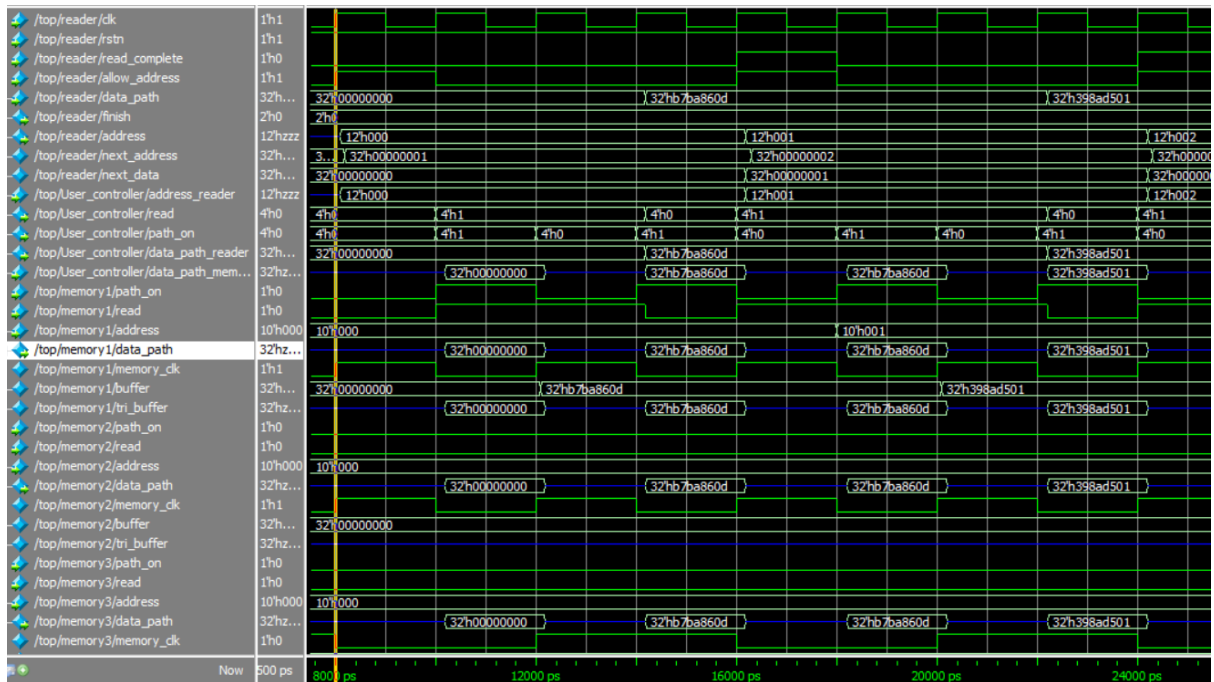 /top/reader/clk 1'h1
/top/reader/rstn 1'h1
/top/reader/read_complete 1'h0
/top/reader/allow_address 1'h1
/top/reader/data_path 32'h... 32'h00000000 32'hb7ba860d 32'h398ad501
/top/reader/finish 2'h0 2'h0
/top/reader/address 12'hzzz 12'h000 12'h001 12'h002
/top/reader/next_address 32'h... 3... 32'h00000001 32'h00000002 32'h0000
/top/reader/next_data 32'h... 32'h00000000 32'h00000001 32'h00000
/top/User_controller/address_reader 12'hzzz 12'h000 12'h001 12'h002
/top/User_controller/read 4'h0 4'h0 4'h1 4'h0 4'h1 4'h0 4'h1
/top/User_controller/path_on 4'h0 4'h0 4'h1 4'h0 4'h1 4'h0 4'h1 4'h0 4'h1 4'h0
/top/User_controller/data_path_reader 32'h... 32'h00000000 32'hb7ba860d 32'h398ad501
/top/User_controller/data_path_mem... 32'hz... 32'h00000000 32'hb7ba860d 32'hb7ba860d 32'h398ad501
/top/memory1/path_on 1'h0
/top/memory1/read 1'h0
/top/memory1/address 10'h000 10'h000 10'h001
/top/memory1/data_path 32'hz... 32'h00000000 32'hb7ba860d 32'hb7ba860d 32'h398ad501
/top/memory1/memory_clk 1'h1
/top/memory1/buffer 32'h... 32'h00000000 32'hb7ba860d 32'h398ad501
/top/memory1/tri_buffer 32'hz... 32'h00000000 32'hb7ba860d 32'hb7ba860d 32'h398ad501
/top/memory2/path_on 1'h0
/top/memory2/read 1'h0
/top/memory2/address 10'h000 10'h000
/top/memory2/data_path 32'hz... 32'h00000000 32'hb7ba860d 32'hb7ba860d 32'h398ad501
/top/memory2/memory_clk 1'h1
/top/memory2/buffer 32'h... 32'h00000000
/top/memory2/tri_buffer 32'hz...
/top/memory3/path_on 1'h0
/top/memory3/read 1'h0
/top/memory3/address 10'h000 10'h000
/top/memory3/data_path 32'hz... 32'h00000000 32'hb7ba860d 32'hb7ba860d 32'h398ad501
/top/memory3/memory_clk 1'h0
Now 500 ps 8000 ps 12000 ps 16000 ps 20000 ps 24000 ps